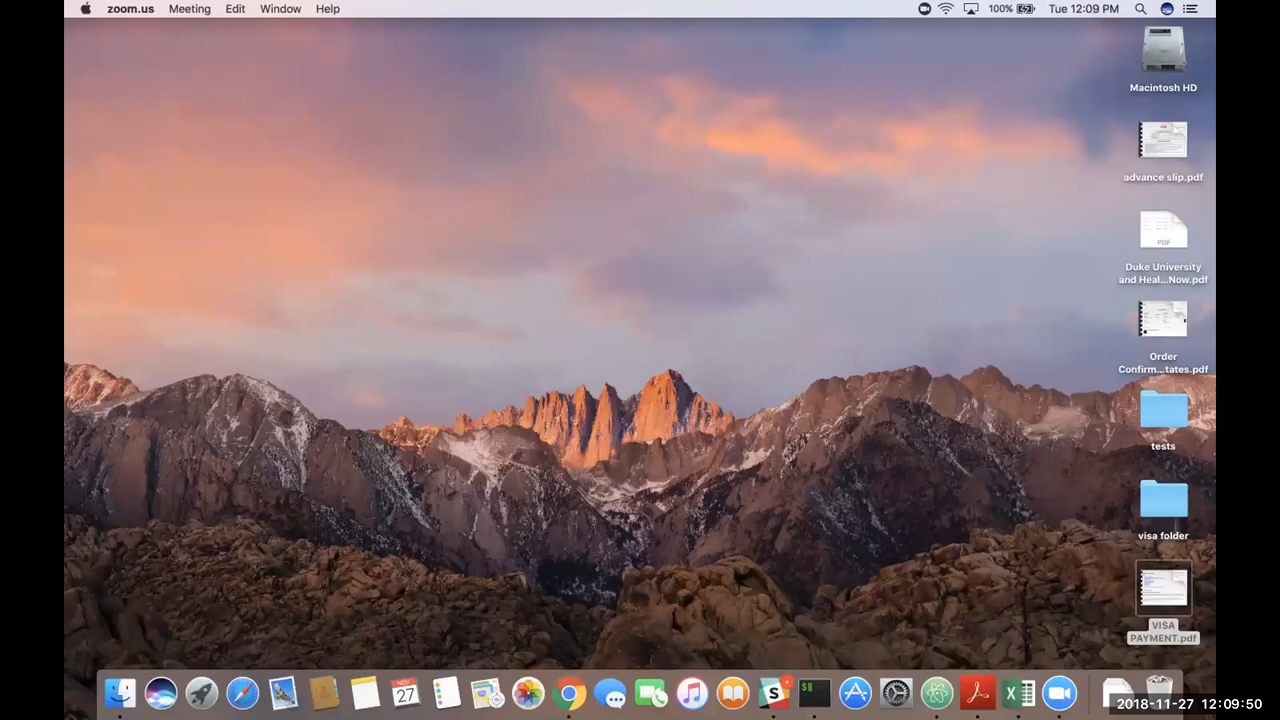 zoom.us Meeting Edit Window Help 100% Tue 12:09 PM
Macintosh HD
advance slip.pdf
PDF
Duke University
and Heal...Now.pdf
Order
Confirm...tates.pdf
tests
visa folder
VISA
PAYMENT.pdf
NOV
27
2018-11-27 12:09:50